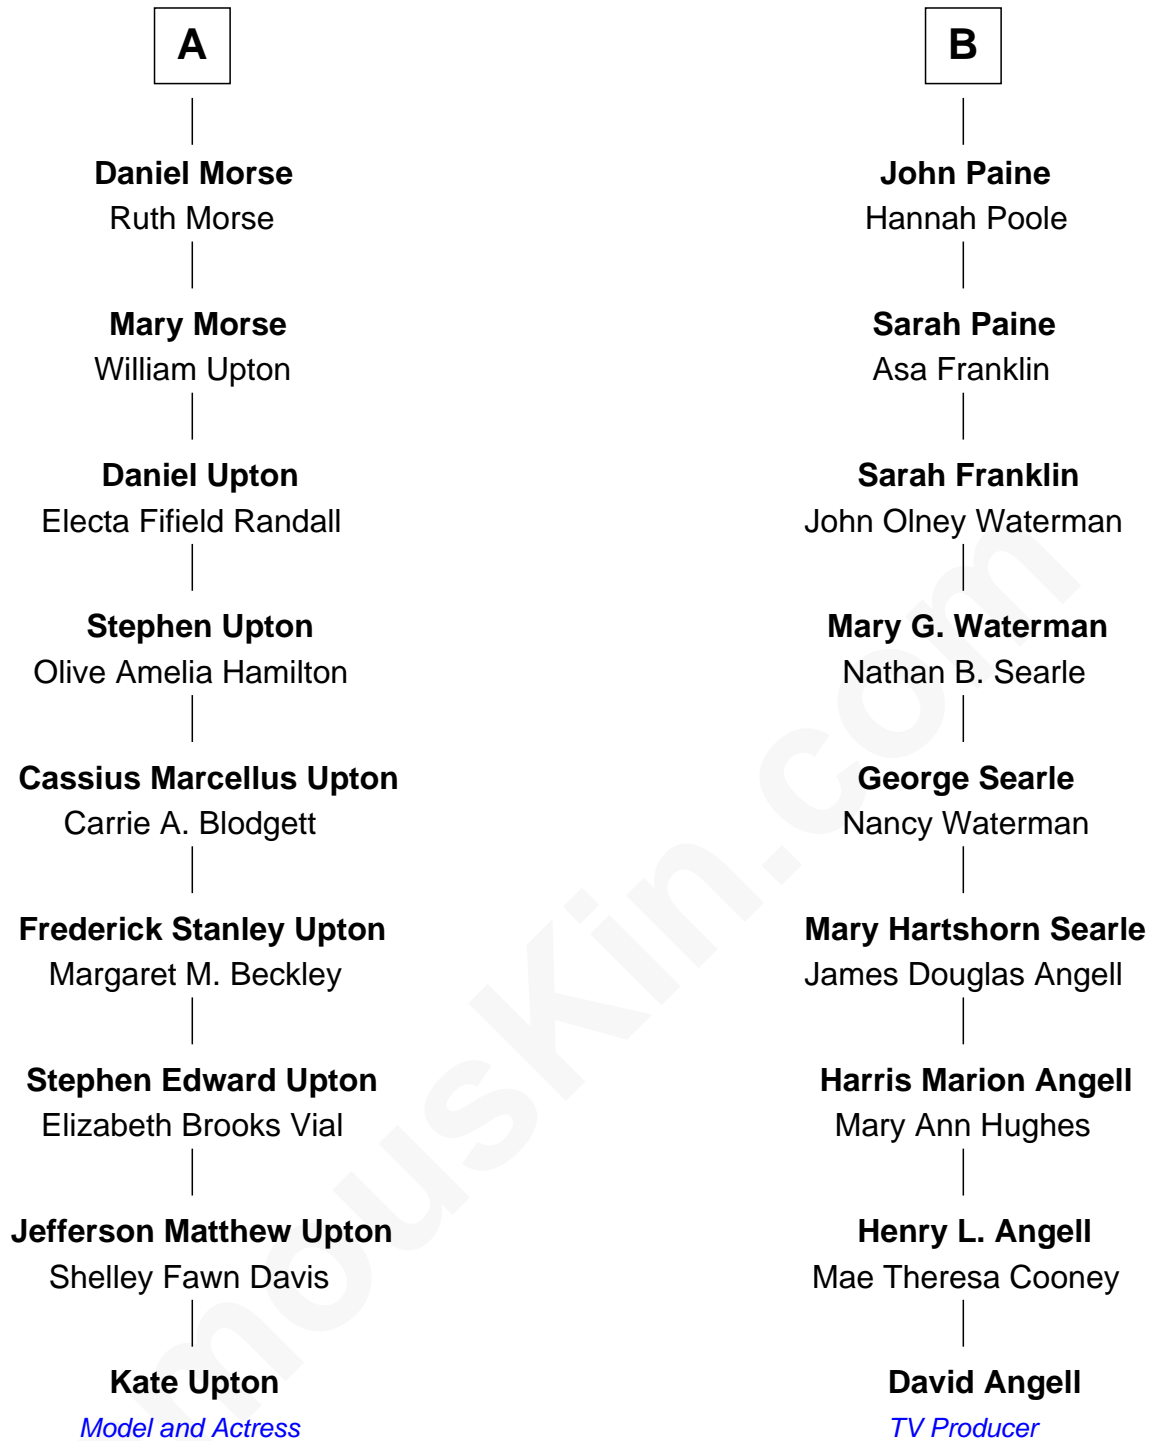 A
Daniel Morse
Ruth Morse
Mary Morse
William Upton
Daniel Upton
Electa Fifield Randall
Stephen Upton
Olive Amelia Hamilton
Cassius Marcellus Upton
Carrie A. Blodgett
Frederick Stanley Upton
Margaret M. Beckley
Stephen Edward Upton
Elizabeth Brooks Vial
Jefferson Matthew Upton
Shelley Fawn Davis
Kate Upton
Model and Actress
B
John Paine
Hannah Poole
Sarah Paine
Asa Franklin
Sarah Franklin
John Olney Waterman
Mary G. Waterman
Nathan B. Searle
George Searle
Nancy Waterman
Mary Hartshorn Searle
James Douglas Angell
Harris Marion Angell
Mary Ann Hughes
Henry L. Angell
Mae Theresa Cooney
David Angell
TV Producer
mousKin.com